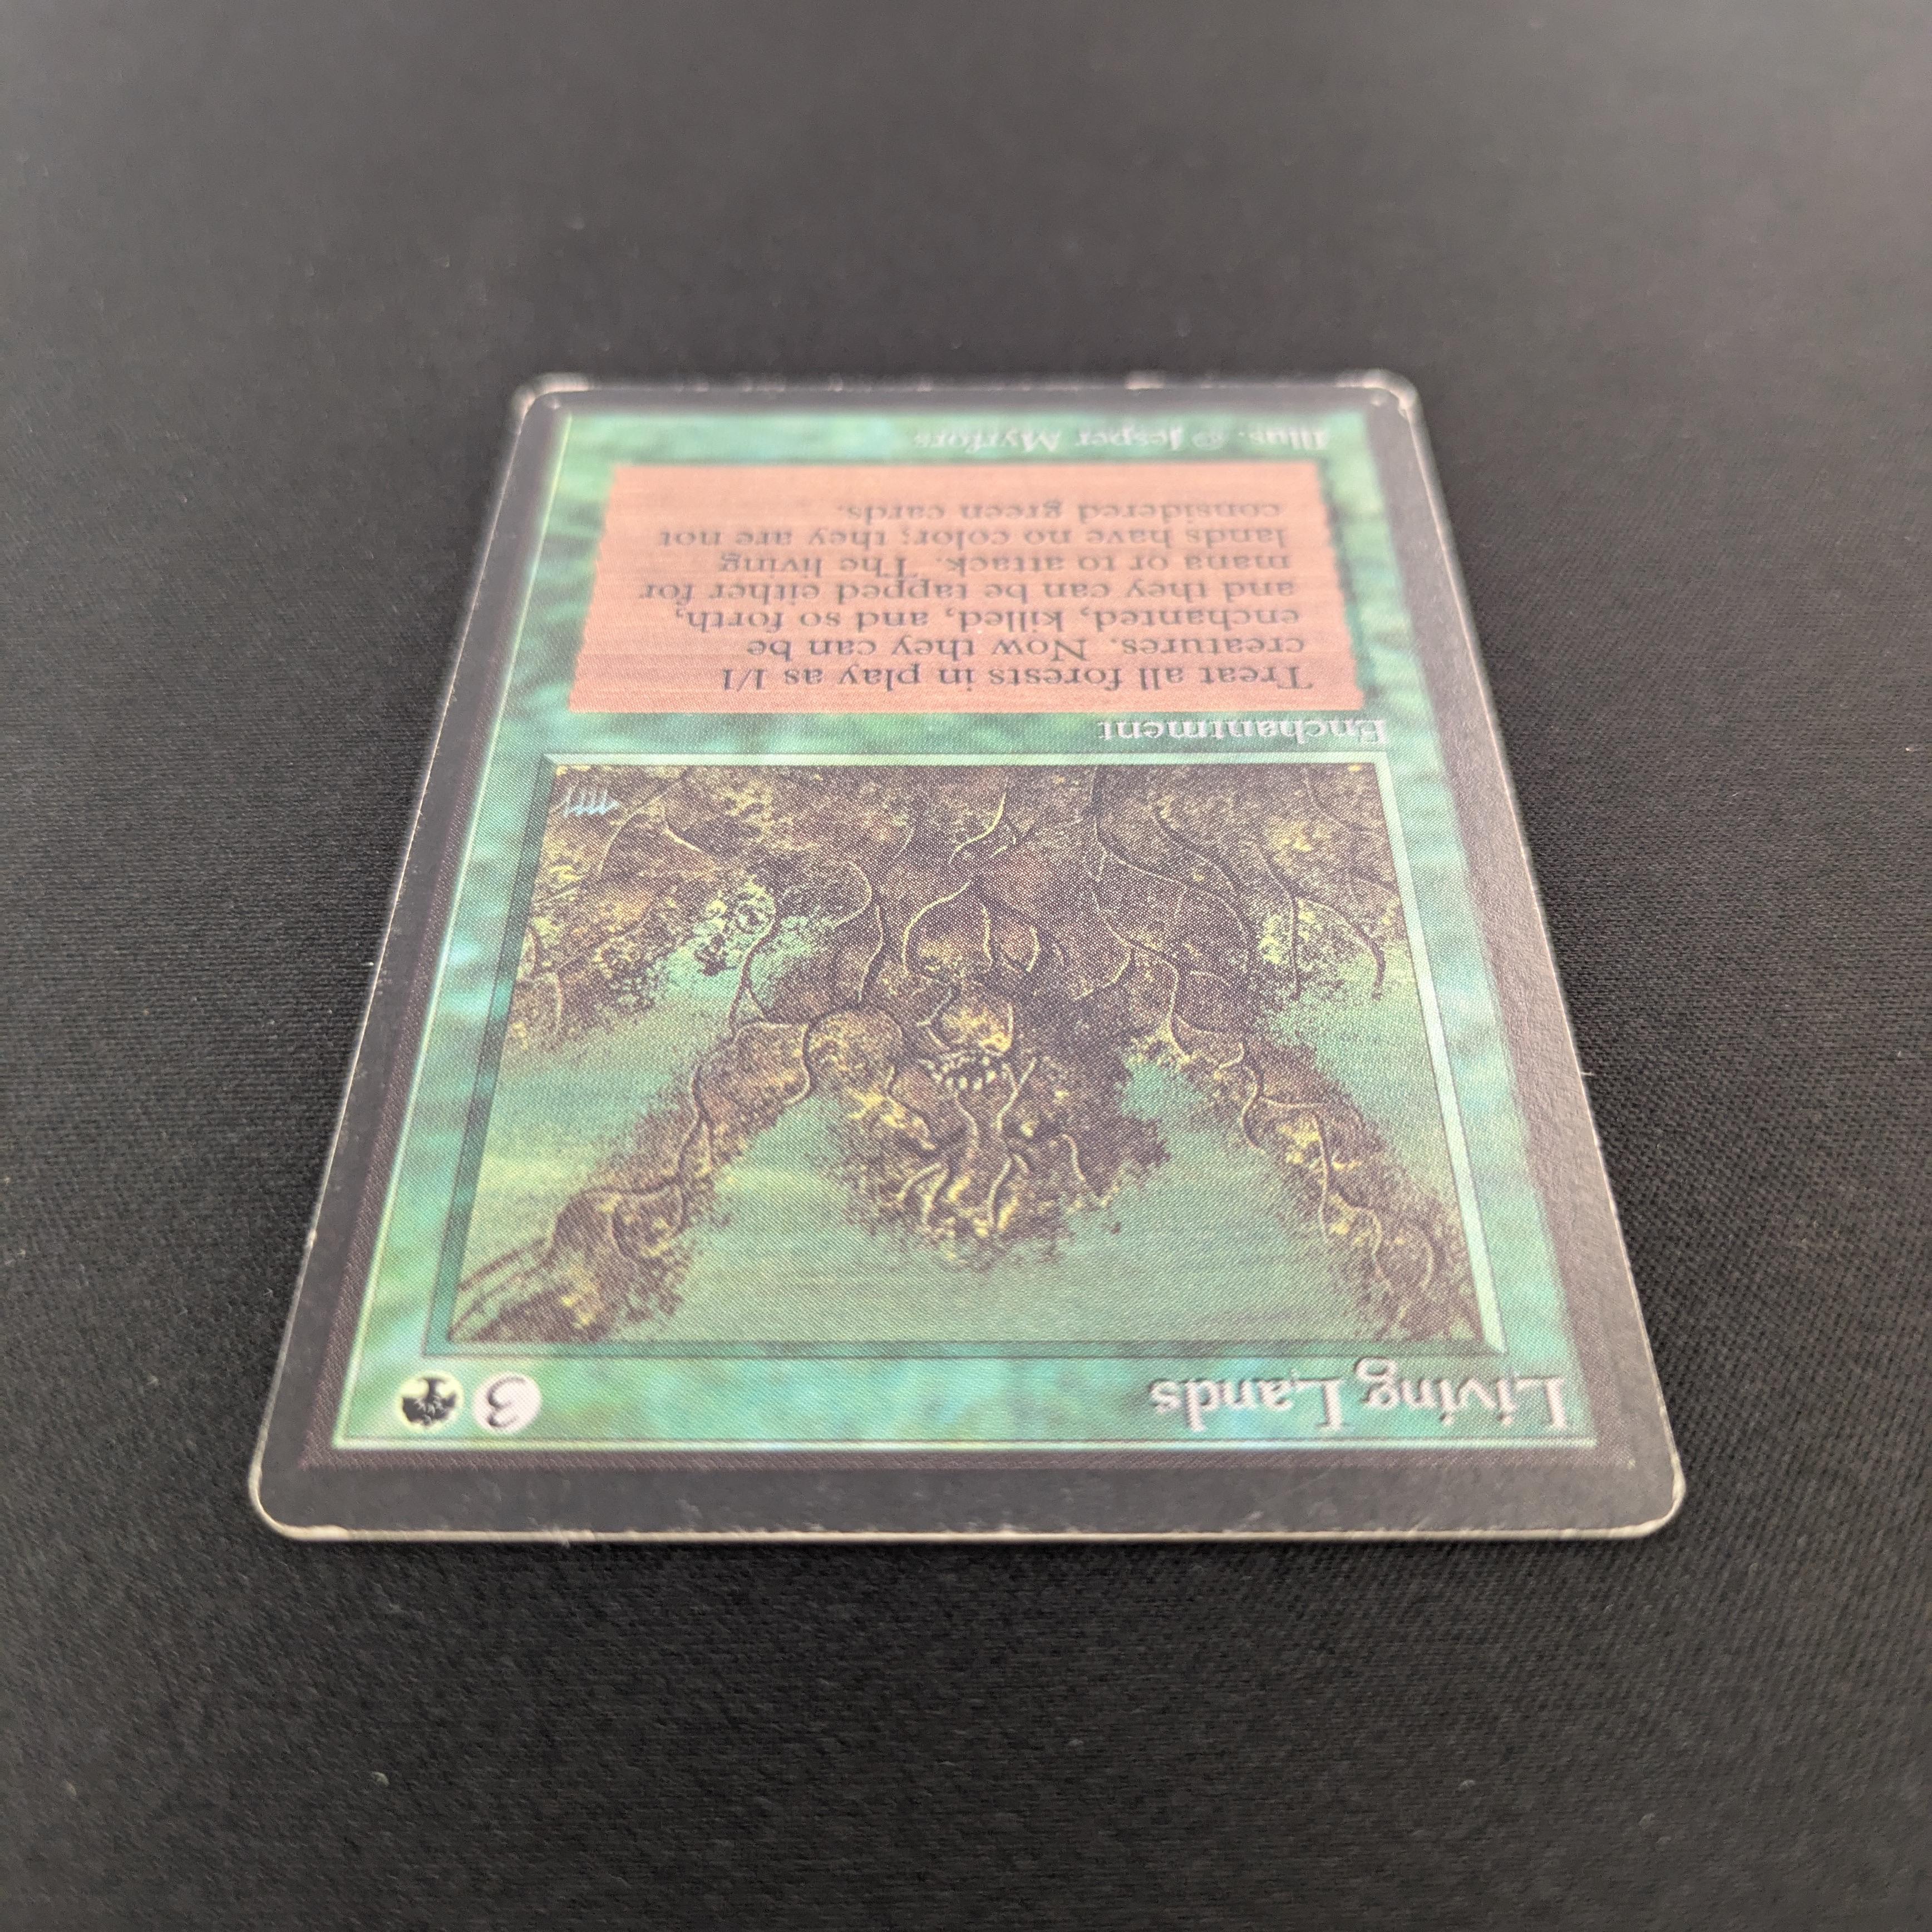 Living Lands
3
Enchantment
Treat all forests in play as 1/1
creatures. Now they can be
enchanted, killed, and so forth,
and they can be tapped either for
mana or to attack. The living
lands have no color; they are not
considered green cards.
Illus. © Jesper Myrfors